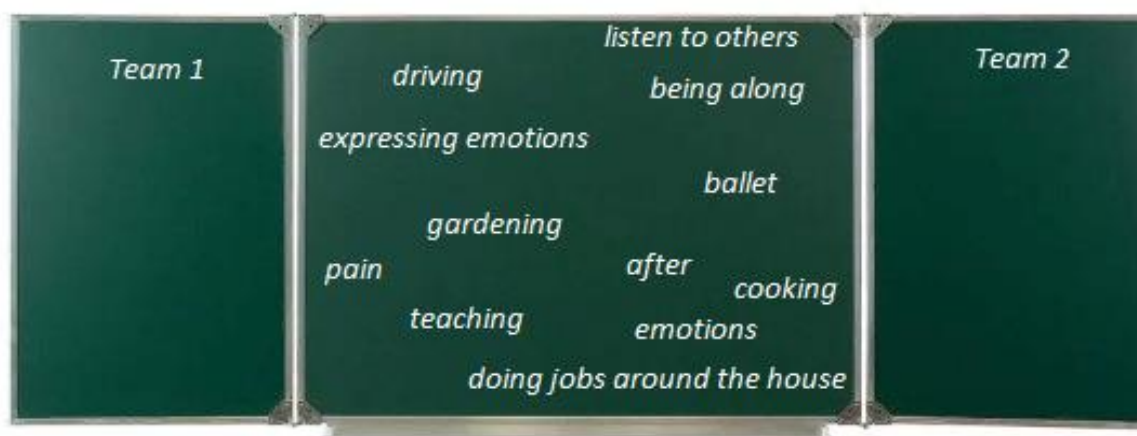 Team 1
listen to others
driving
being along
expressing emotions
ballet
gardening
pain
after
cooking
teaching
emotions
doing jobs around the house
Team 2